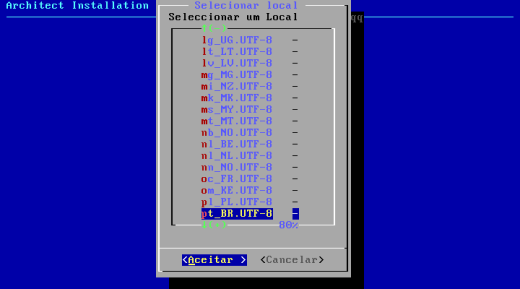 Architect Installation
Selecionar local
Seleccionar um Local
↑(-)
lg_UG.UTF-8 -
lt_LT.UTF-8 -
lv_LV.UTF-8 -
mg_MG.UTF-8 -
mi_NZ.UTF-8 -
mk_MK.UTF-8 -
ms_MY.UTF-8 -
mt_MT.UTF-8 -
nb_NO.UTF-8 -
nl_BE.UTF-8 -
nl_NL.UTF-8 -
nn_NO.UTF-8 -
oc_FR.UTF-8 -
om_KE.UTF-8 -
pl_PL.UTF-8 -
pt_BR.UTF-8 -
↓(+) 80%
<Aceitar > <Cancelar>